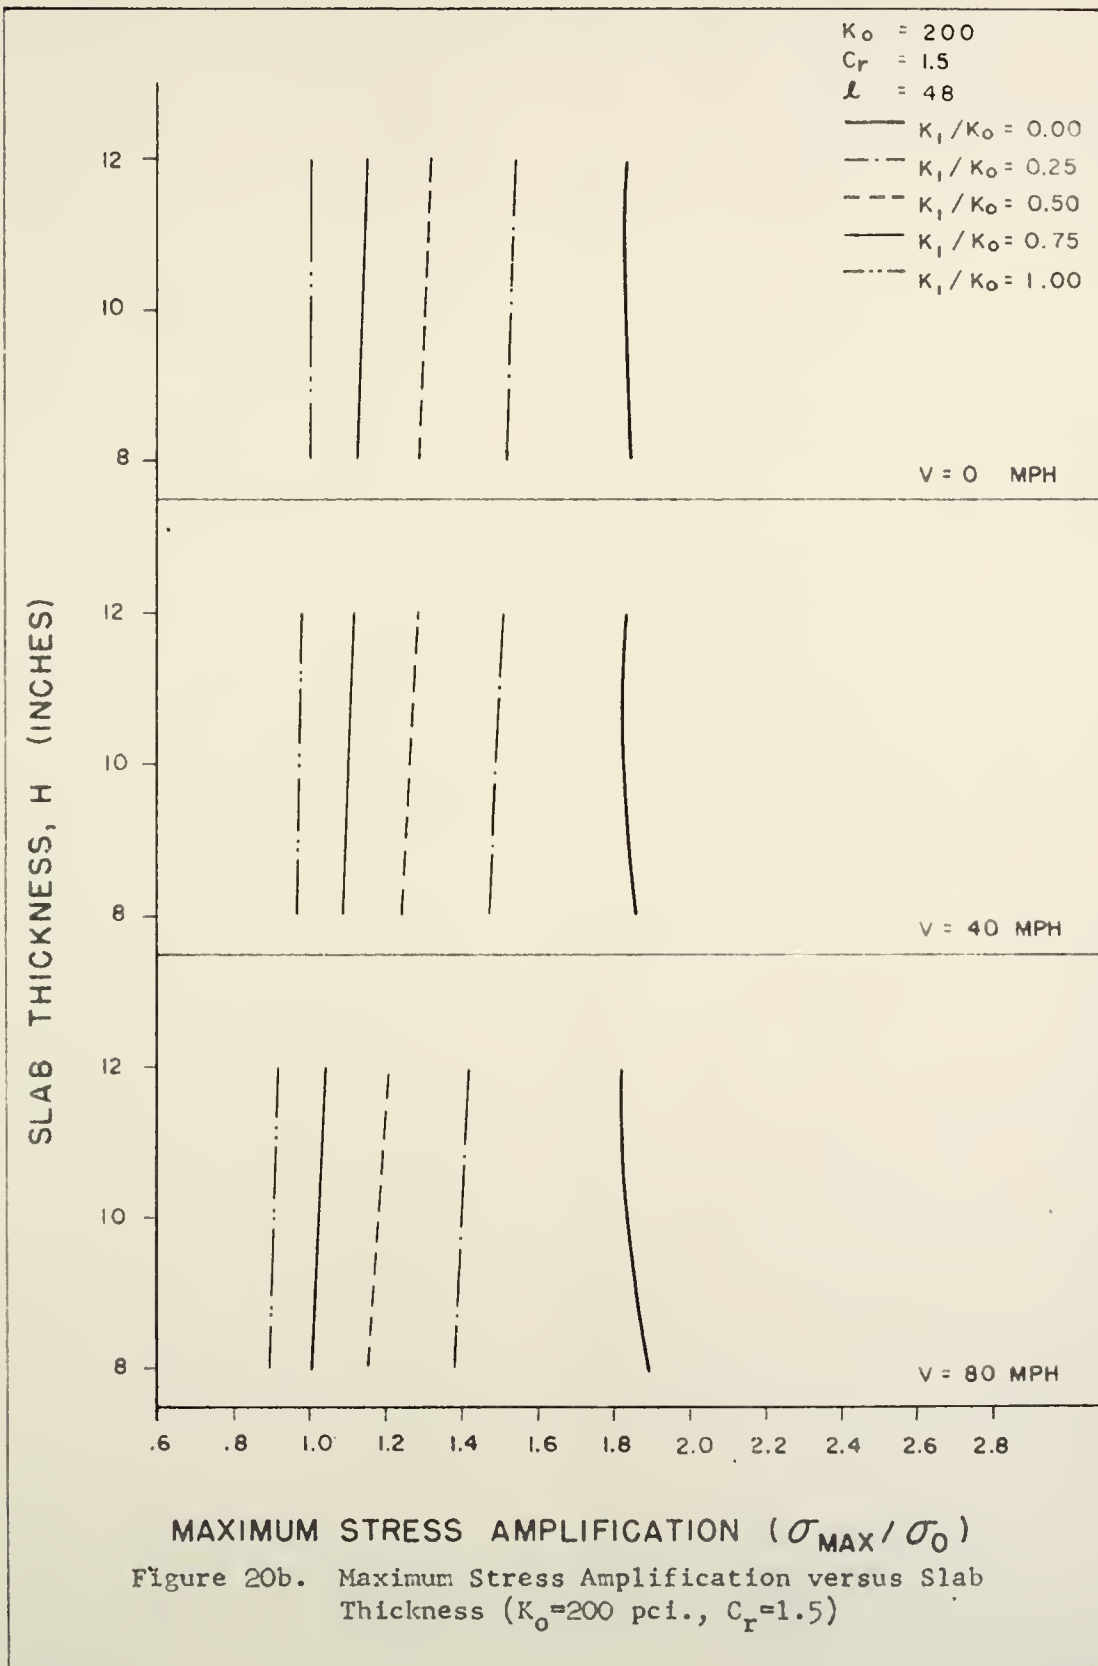 K₀ = 200
Cᵣ = 1.5
ℓ = 48
K₁/K₀ = 0.00
K₁/K₀ = 0.25
K₁/K₀ = 0.50
K₁/K₀ = 0.75
K₁/K₀ = 1.00
12
10
8
V = 0 MPH
12
10
8
V = 40 MPH
SLAB THICKNESS, H (INCHES)
12
10
8
V = 80 MPH
.6 .8 1.0 1.2 1.4 1.6 1.8 2.0 2.2 2.4 2.6 2.8
MAXIMUM STRESS AMPLIFICATION (σMAX/σ0)
Figure 20b. Maximum Stress Amplification versus Slab
Thickness (Kₒ=200 pci., Cᵣ=1.5)